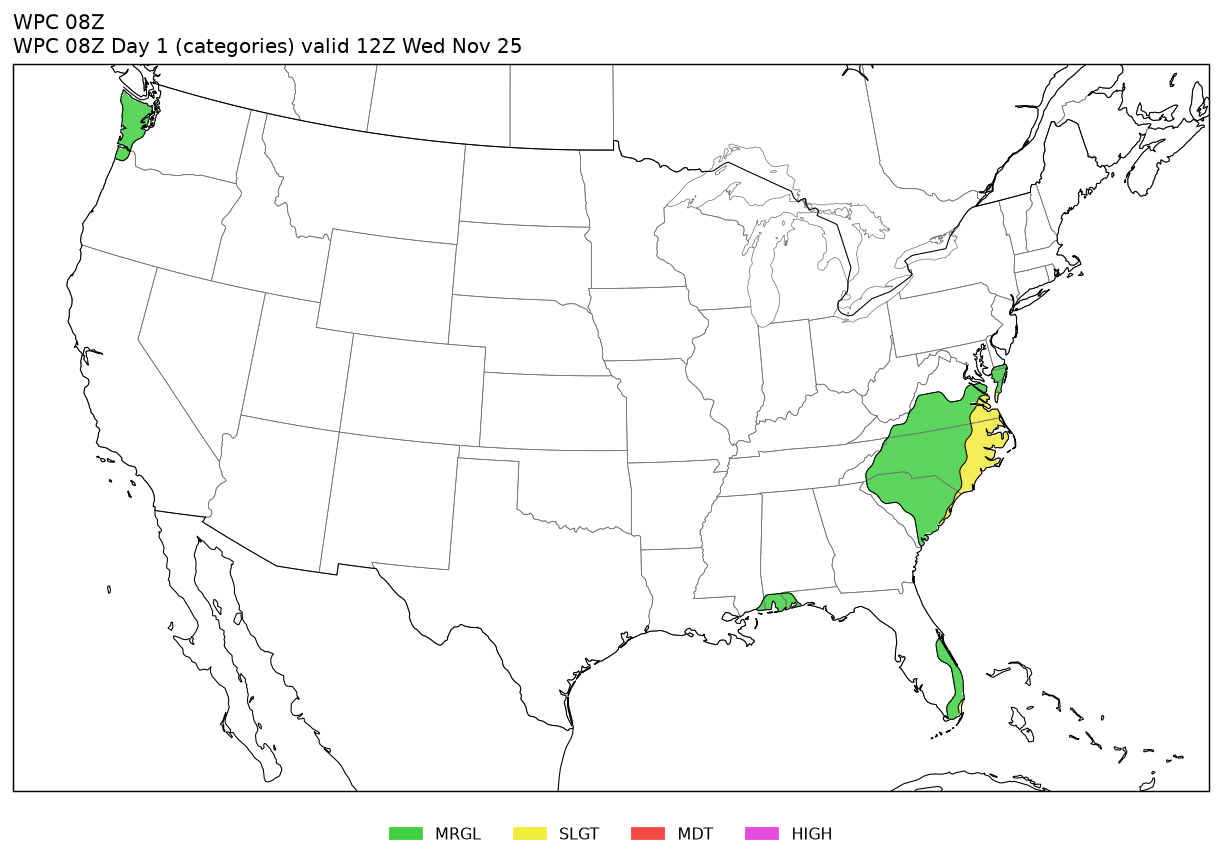 WPC 08Z
WPC 08Z Day 1 (categories) valid 12Z Wed Nov 25
MRGL SLGT MDT HIGH